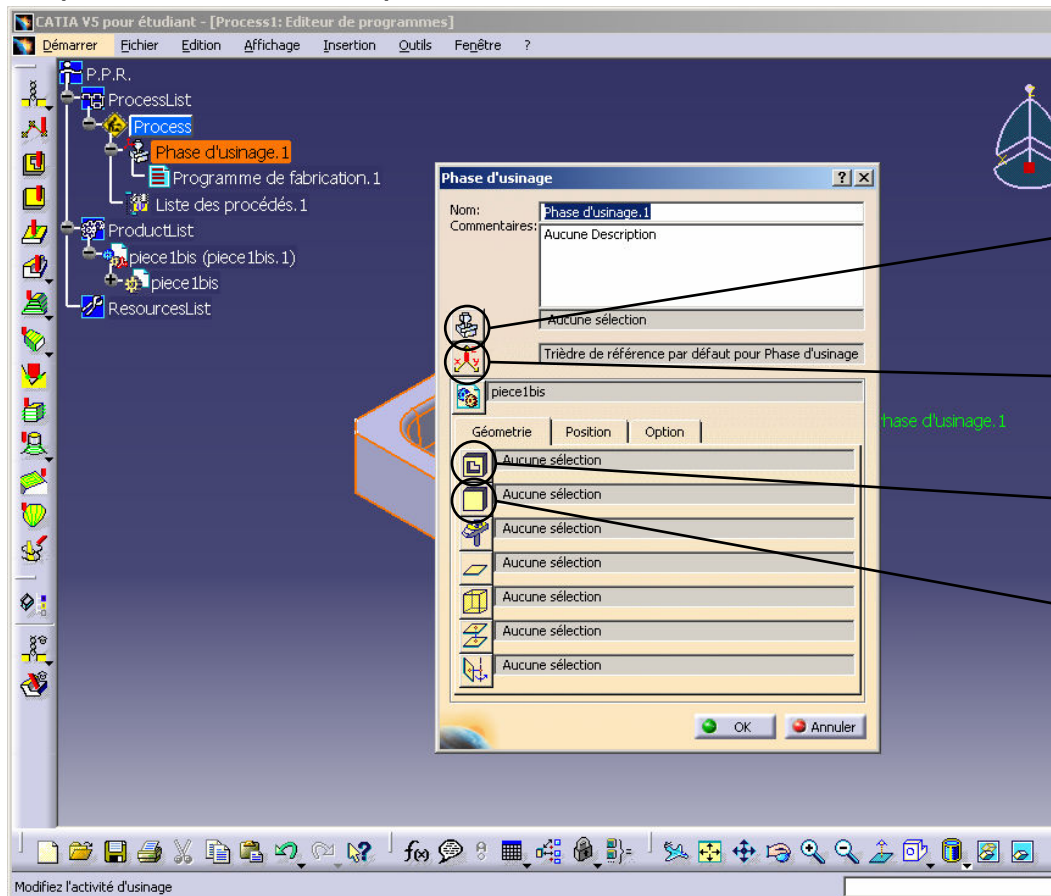 CATIA V5 pour étudiant - [Process1: Editeur de programmes]
Démarrer Fichier Edition Affichage Insertion Outils Fenêtre ?
P.P.R.
ProcessList
Process
Phase d'usinage.1
Programme de fabrication.1
Liste des procédés.1
ProductList
piece1bis (piece1bis.1)
piece1bis
ResourcesList
Phase d'usinage
Nom: Phase d'usinage.1
Commentaires: Aucune Description
Aucune sélection
Trièdre de référence par défaut pour Phase d'usinage
piece1bis
Géometrie Position Option
Aucune sélection
Aucune sélection
Aucune sélection
Aucune sélection
Aucune sélection
Aucune sélection
Aucune sélection
OK Annuler
hase d'usinage.1
f(x)
Modifiez l'activité d'usinage